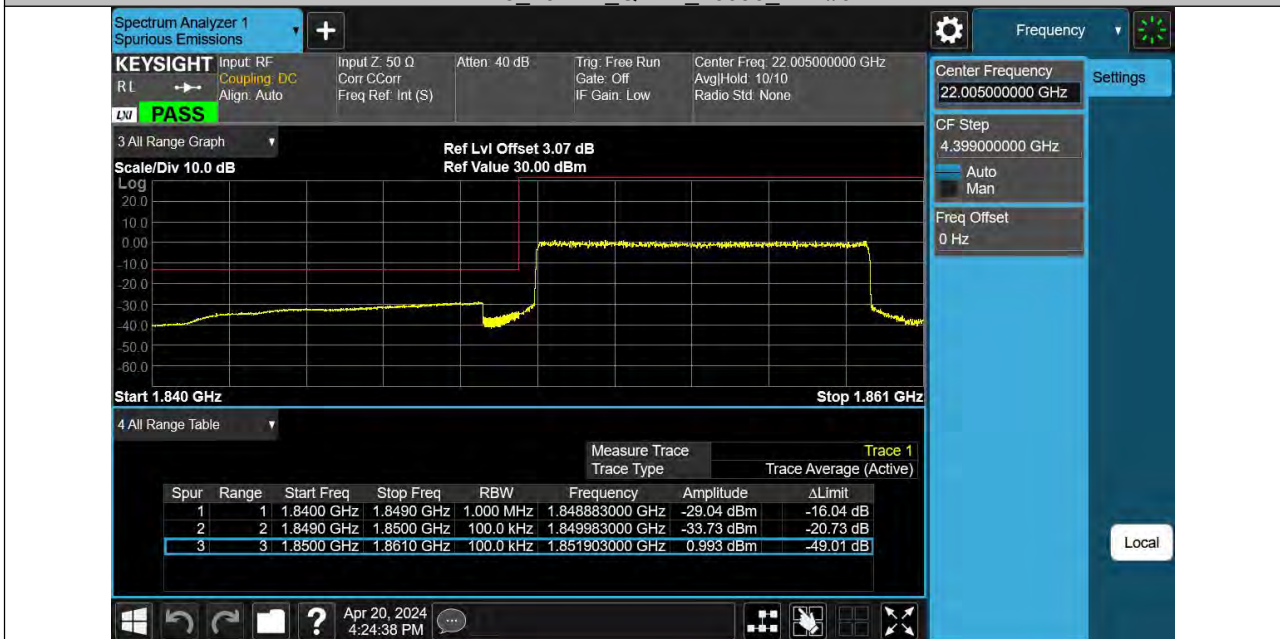 Spectrum Analyzer 1
Spurious Emissions
Frequency
KEYSIGHT
RL
LXI PASS
Input: RF
Coupling: DC
Align: Auto
Input Z: 50 Ω
Corr CCorr
Freq Ref: Int (S)
Atten: 40 dB
Trig: Free Run
Gate: Off
IF Gain: Low
Center Freq: 22.005000000 GHz
Avg|Hold: 10/10
Radio Std: None
Center Frequency
22.005000000 GHz
Settings
CF Step
4.399000000 GHz
Auto
Man
Freq Offset
0 Hz
3 All Range Graph
Scale/Div 10.0 dB
Ref Lvl Offset 3.07 dB
Ref Value 30.00 dBm
Log
20.0
10.0
0.00
-10.0
-20.0
-30.0
-40.0
-50.0
-60.0
Start 1.840 GHz
Stop 1.861 GHz
4 All Range Table
Measure Trace Trace 1
Trace Type Trace Average (Active)
Spur Range Start Freq Stop Freq RBW Frequency Amplitude ΔLimit
1 1 1.8400 GHz 1.8490 GHz 1.000 MHz 1.848883000 GHz -29.04 dBm -16.04 dB
2 2 1.8490 GHz 1.8500 GHz 100.0 kHz 1.849983000 GHz -33.73 dBm -20.73 dB
3 3 1.8500 GHz 1.8610 GHz 100.0 kHz 1.851903000 GHz 0.993 dBm -49.01 dB
Local
?
Apr 20, 2024
4:24:38 PM